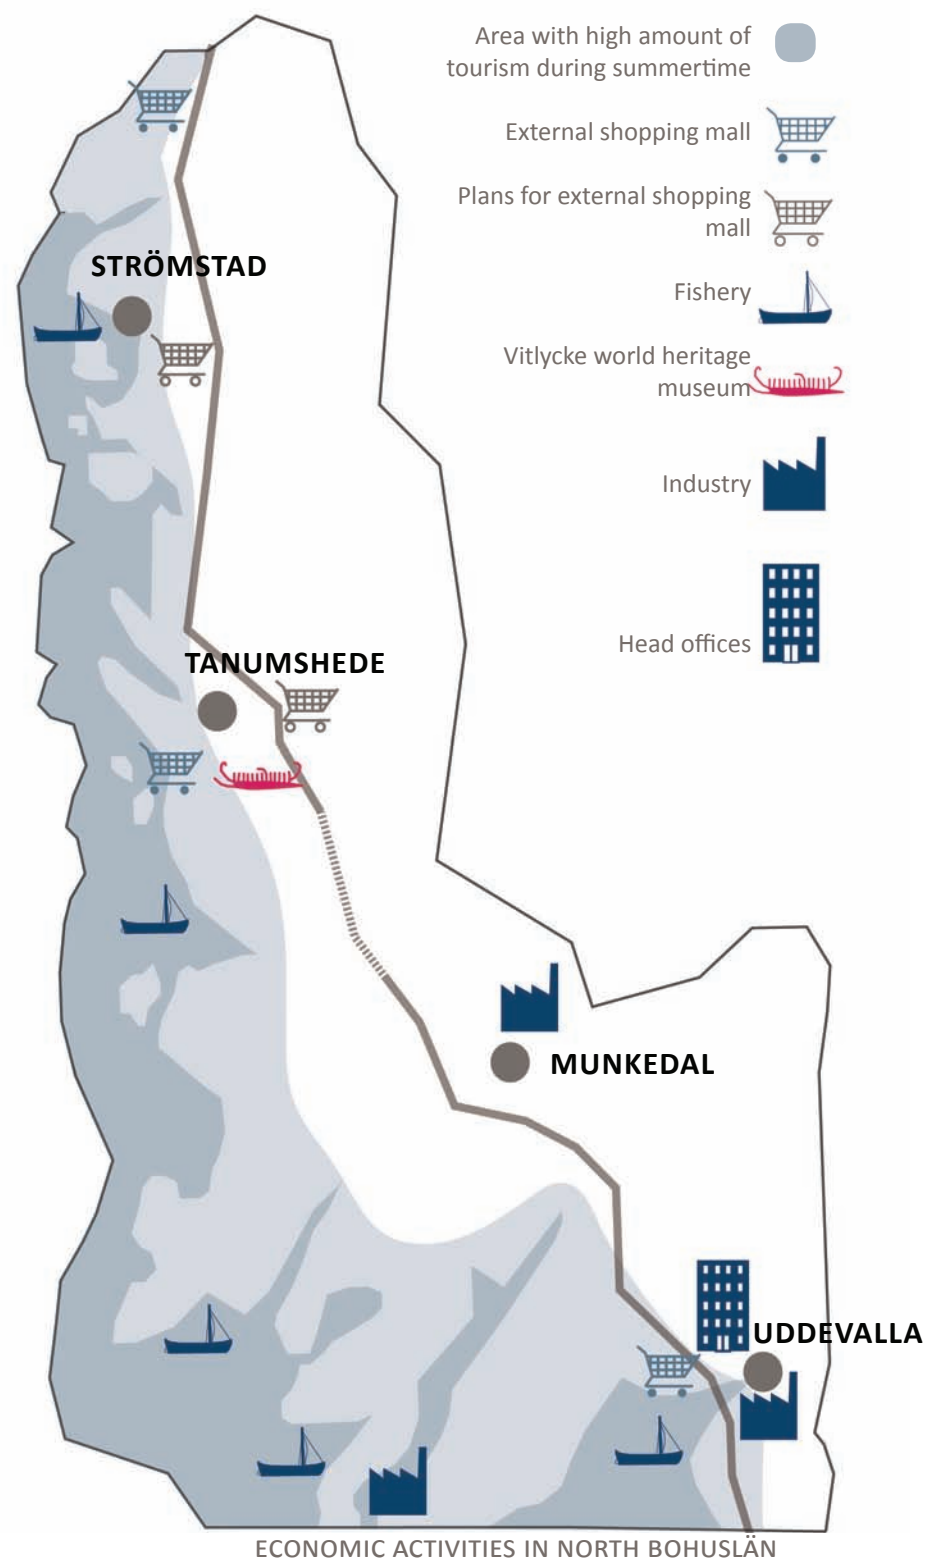 Area with high amount of
tourism during summertime
External shopping mall
Plans for external shopping
mall
Fishery
Vitlycke world heritage
museum
Industry
Head offices
STRÖMSTAD
TANUMSHEDE
MUNKEDAL
UDDEVALLA
ECONOMIC ACTIVITIES IN NORTH BOHUSLÄN